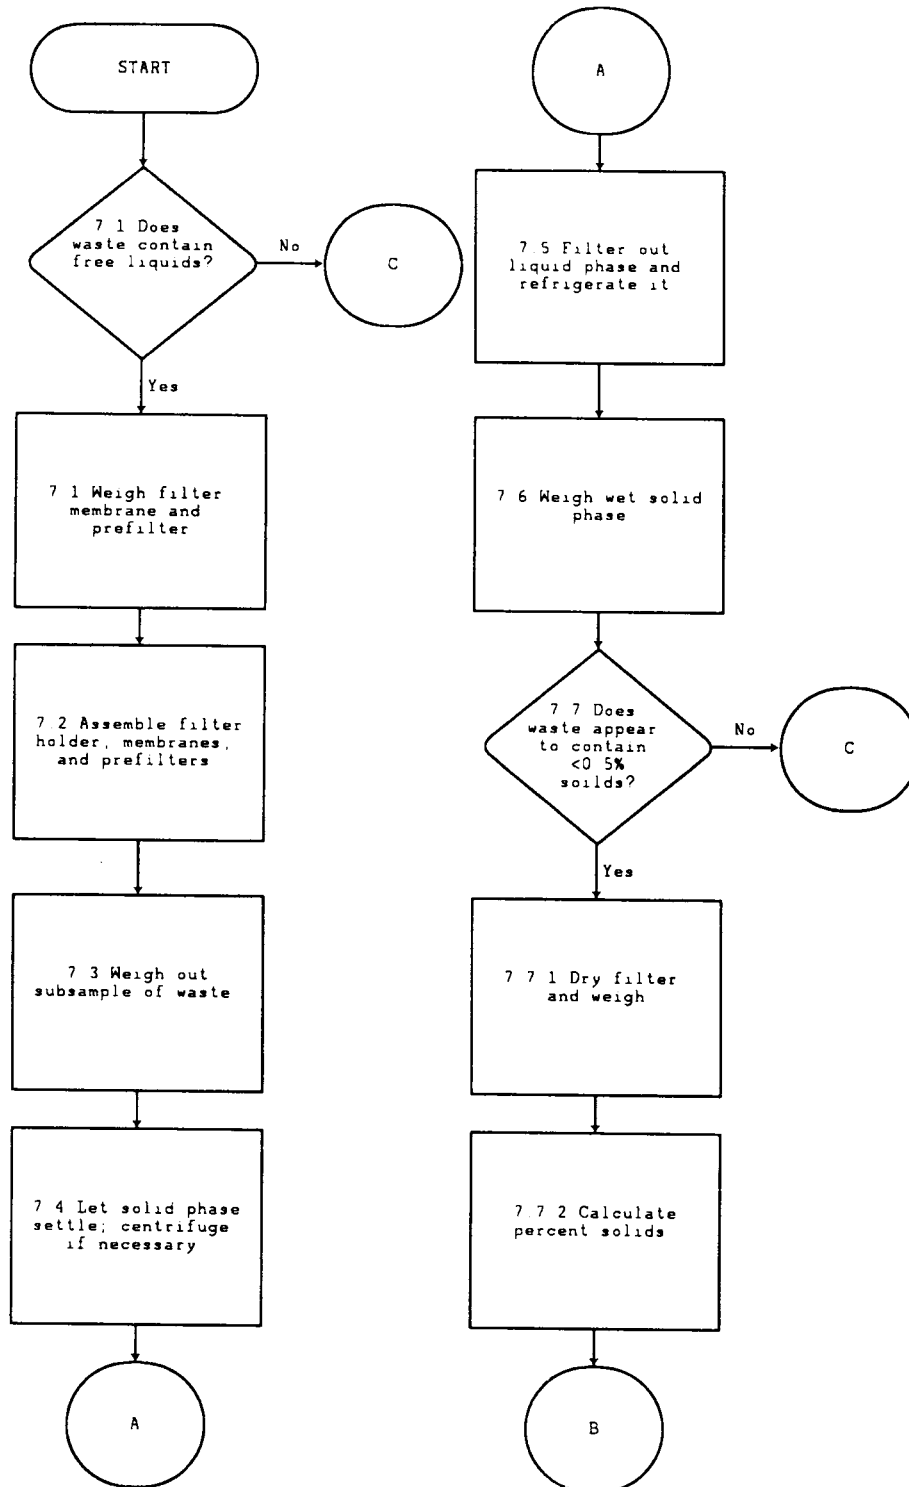 START
7 1 Does
waste contain
free liquids?
No
C
Yes
7 1 Weigh filter
membrane and
prefilter
7.2 Assemble filter
holder, membranes,
and prefilters
7 3 Weigh out
subsample of waste
7 4 Let solid phase
settle; centrifuge
if necessary
A
A
7 5 Filter out
liquid phase and
refrigerate it
7 6 Weigh wet solid
phase
7 7 Does
waste appear
to contain
<0 5%
soilds?
No
C
Yes
7 7 1 Dry filter
and weigh
7.7 2 Calculate
percent solids
B